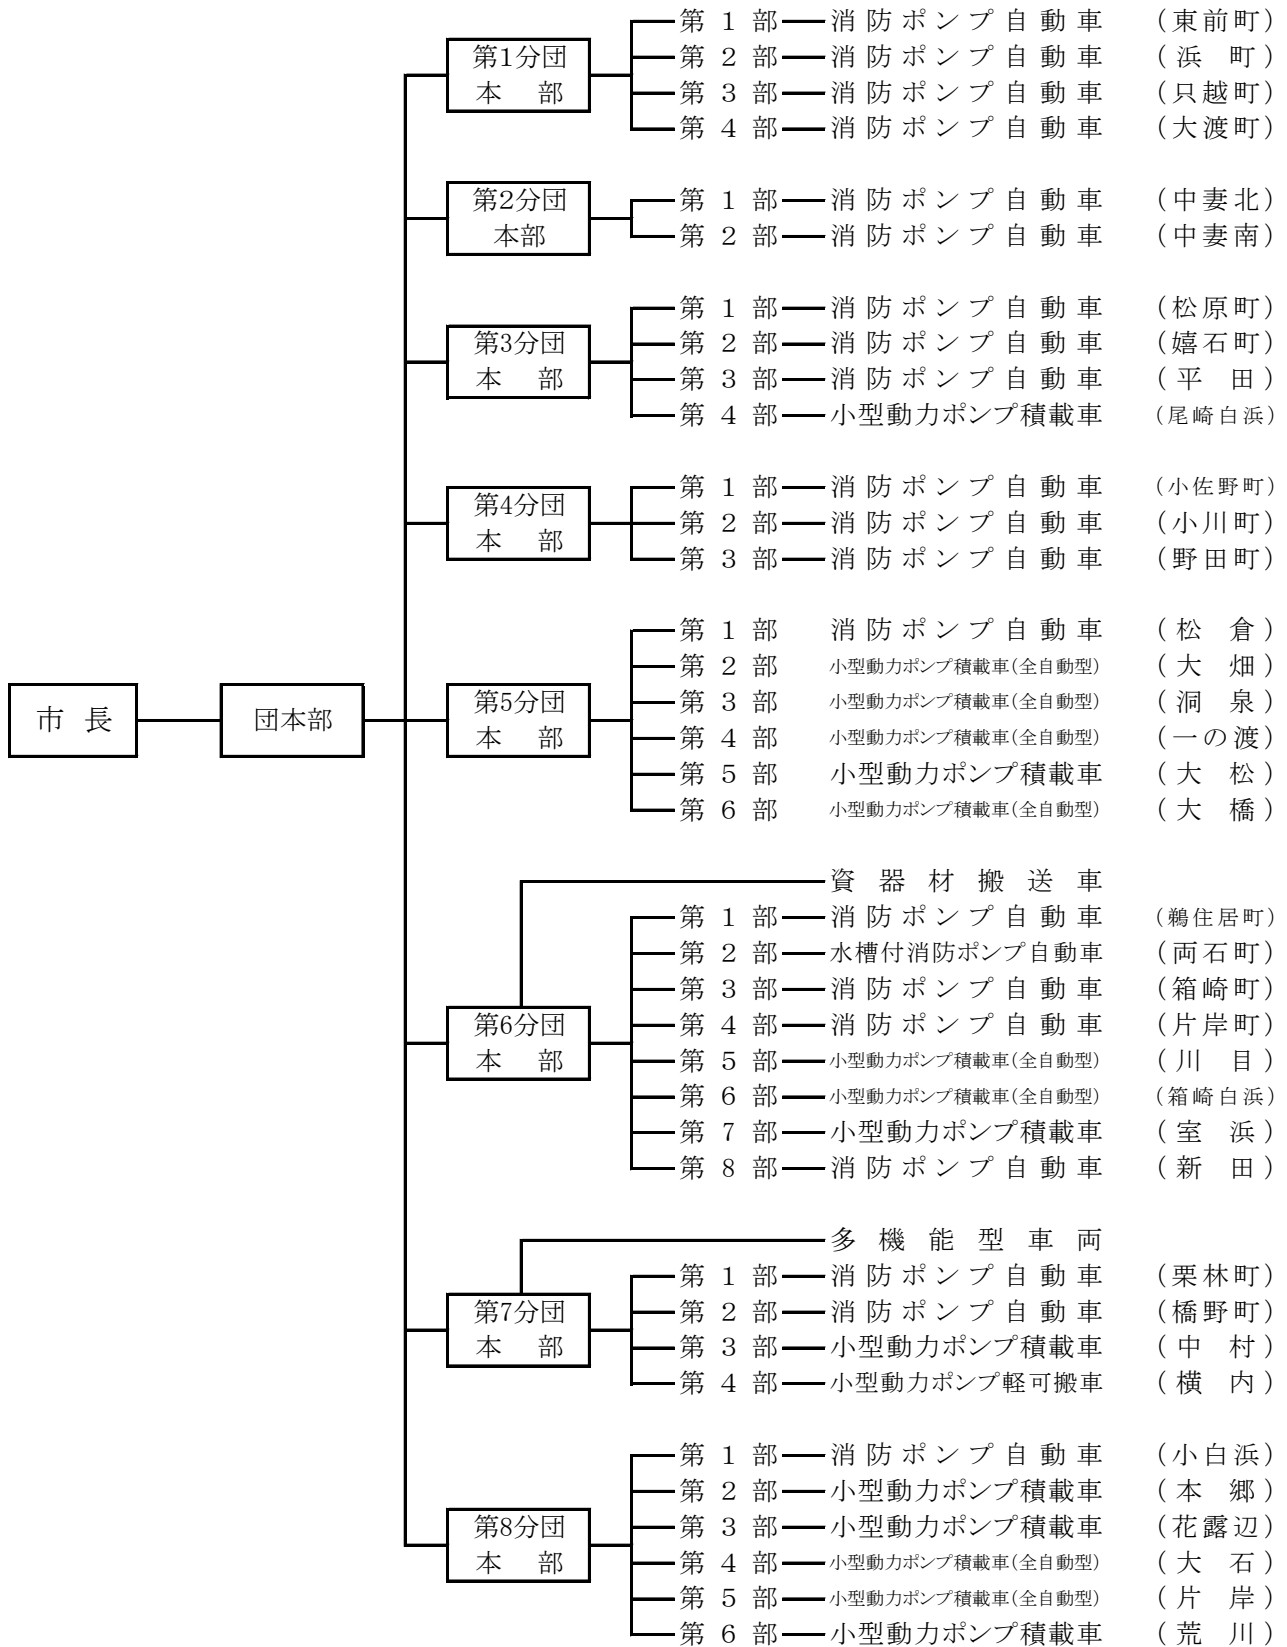 第 1 部 消防ポンプ自動車 (東前町)
第1分団 第 2 部 消防ポンプ自動車 (浜 町)
本 部 第 3 部 消防ポンプ自動車 (只越町)
第 4 部 消防ポンプ自動車 (大渡町)
第2分団 第 1 部 消防ポンプ自動車 (中妻北)
本部 第 2 部 消防ポンプ自動車 (中妻南)
第 1 部 消防ポンプ自動車 (松原町)
第3分団 第 2 部 消防ポンプ自動車 (嬉石町)
本 部 第 3 部 消防ポンプ自動車 (平 田)
第 4 部 小型動力ポンプ積載車 (尾崎白浜)
第 1 部 消防ポンプ自動車 (小佐野町)
第4分団 第 2 部 消防ポンプ自動車 (小川町)
本 部 第 3 部 消防ポンプ自動車 (野田町)
第 1 部 消防ポンプ自動車 (松 倉)
第 2 部 小型動力ポンプ積載車(全自動型) (大 畑)
第5分団 第 3 部 小型動力ポンプ積載車(全自動型) (洞 泉)
市 長 団本部
本 部 第 4 部 小型動力ポンプ積載車(全自動型) (一の渡)
第 5 部 小型動力ポンプ積載車 (大 松)
第 6 部 小型動力ポンプ積載車(全自動型) (大 橋)
資器材搬送車
第 1 部 消防ポンプ自動車 (鵜住居町)
第 2 部 水槽付消防ポンプ自動車 (両石町)
第 3 部 消防ポンプ自動車 (箱崎町)
第6分団 第 4 部 消防ポンプ自動車 (片岸町)
本 部 第 5 部 小型動力ポンプ積載車(全自動型) (川 目)
第 6 部 小型動力ポンプ積載車(全自動型) (箱崎白浜)
第 7 部 小型動力ポンプ積載車 (室 浜)
第 8 部 消防ポンプ自動車 (新 田)
多機能型車両
第 1 部 消防ポンプ自動車 (栗林町)
第7分団 第 2 部 消防ポンプ自動車 (橋野町)
本 部 第 3 部 小型動力ポンプ積載車 (中 村)
第 4 部 小型動力ポンプ軽可搬車 (横 内)
第 1 部 消防ポンプ自動車 (小白浜)
第 2 部 小型動力ポンプ積載車 (本 郷)
第8分団 第 3 部 小型動力ポンプ積載車 (花露辺)
本 部 第 4 部 小型動力ポンプ積載車(全自動型) (大 石)
第 5 部 小型動力ポンプ積載車(全自動型) (片 岸)
第 6 部 小型動力ポンプ積載車 (荒 川)